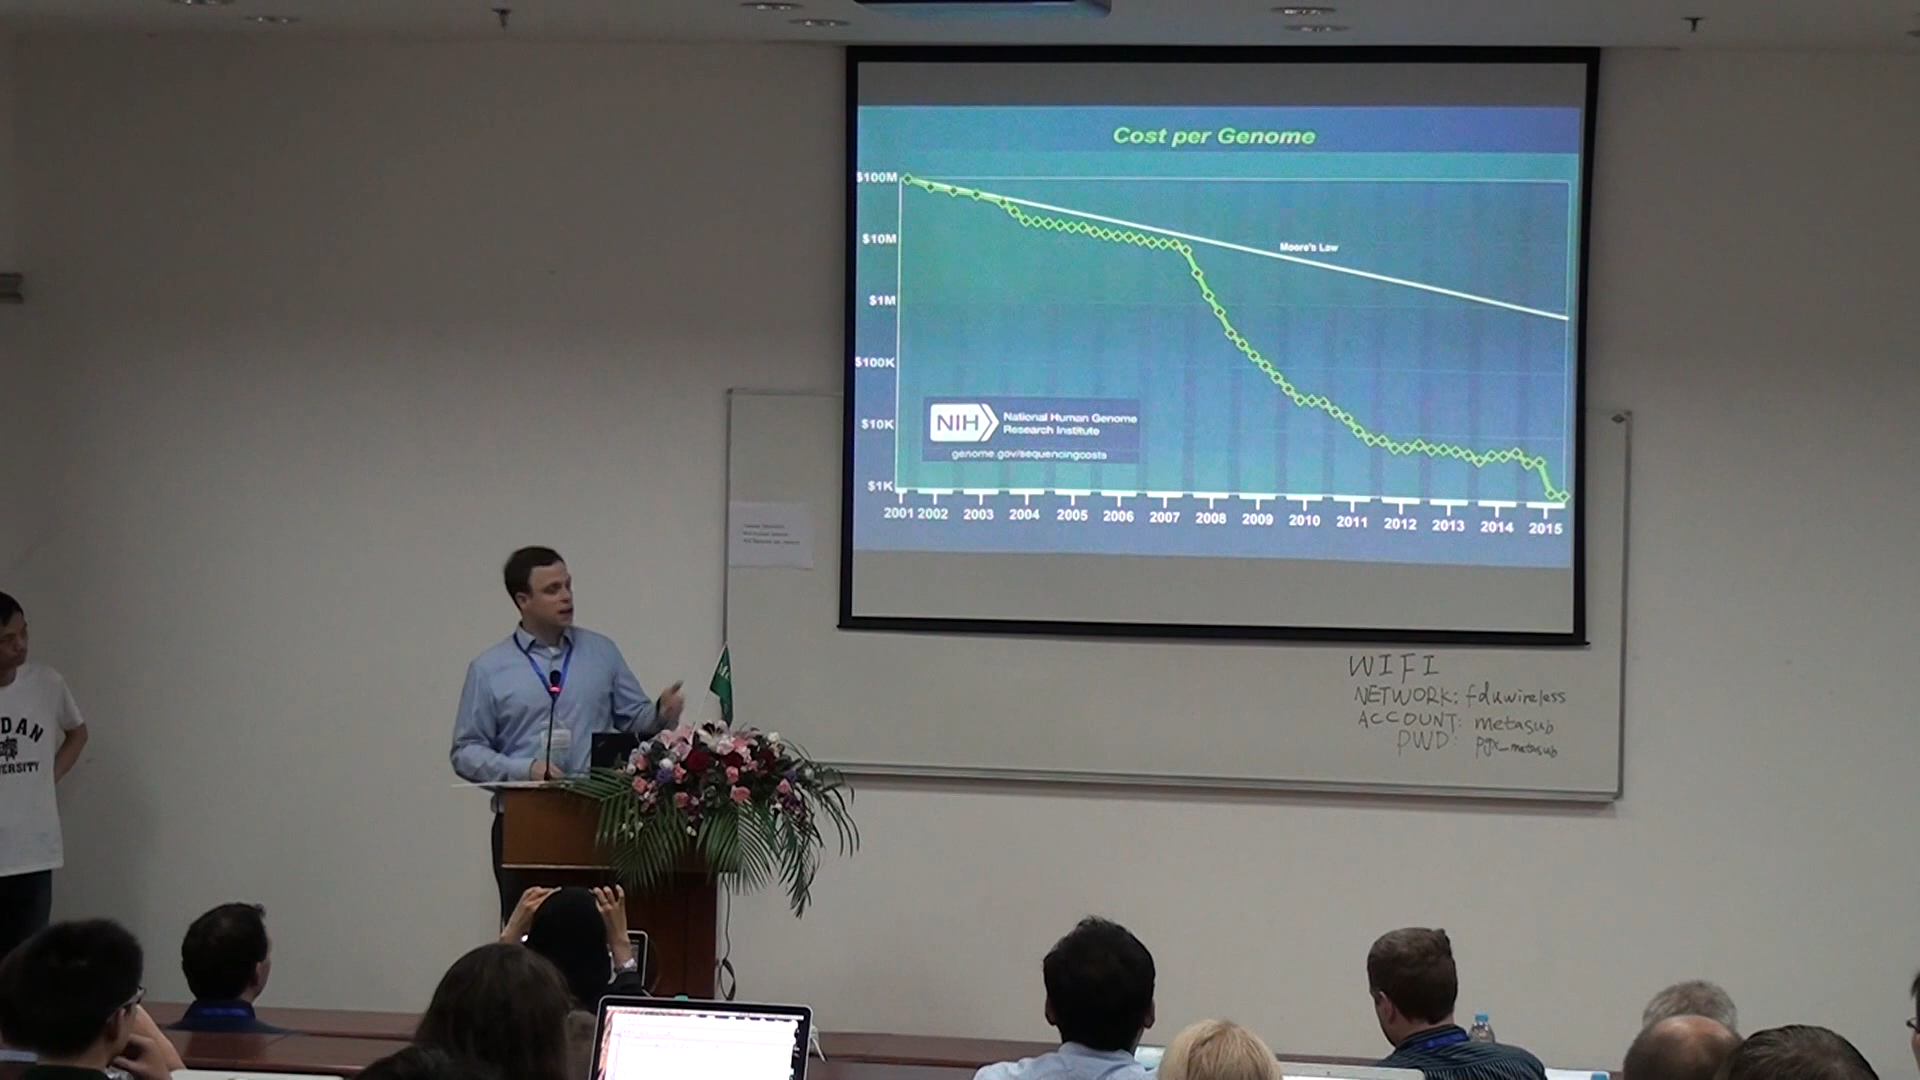 Cost per Genome
$100M
$10M
$1M
$100K
$10K
$1K
Moore's Law
NIH
National Human Genome
Research Institute
genome.gov/sequencingcosts
2001 2002 2003 2004 2005 2006 2007 2008 2009 2010 2011 2012 2013 2014 2015
WIFI
NETWORK: fduwireless
ACCOUNT: metasub
PWD: pgx_metasub
DAN
ERSITY